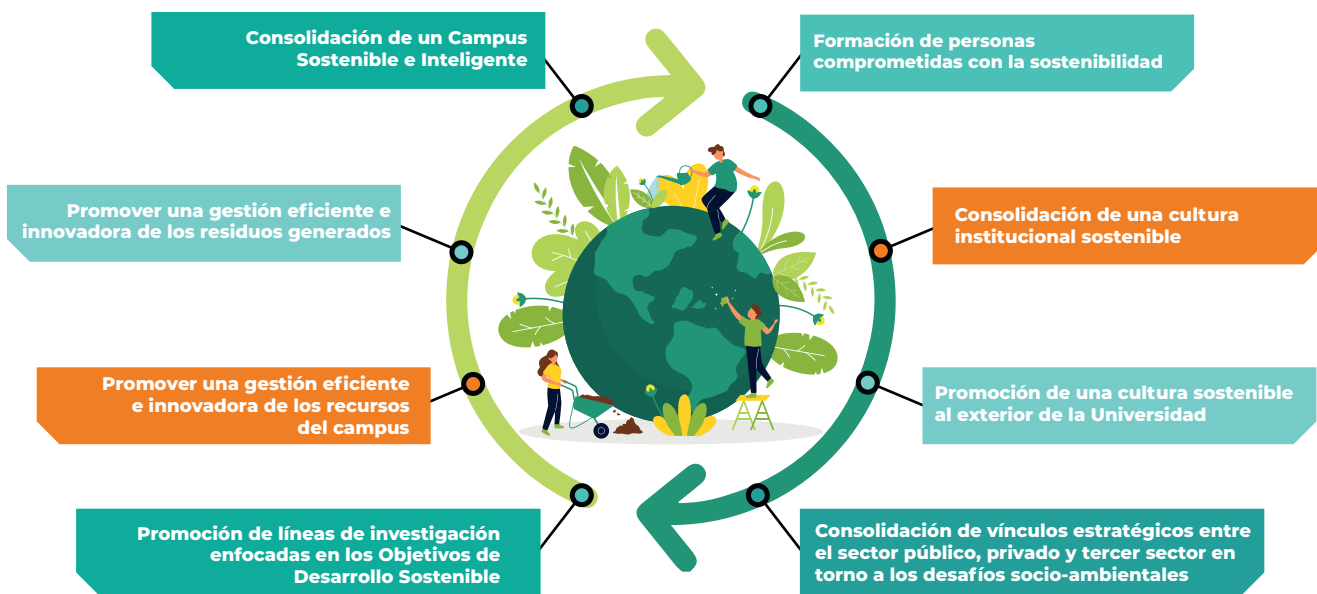 Consolidación de un Campus
Sostenible e Inteligente
Formación de personas
comprometidas con la sostenibilidad
Promover una gestión eficiente e
innovadora de los residuos generados
Consolidación de una cultura
institucional sostenible
Promover una gestión eficiente
e innovadora de los recursos
del campus
Promoción de una cultura sostenible
al exterior de la Universidad
Promoción de líneas de investigación
enfocadas en los Objetivos de
Desarrollo Sostenible
Consolidación de vínculos estratégicos entre
el sector público, privado y tercer sector en
torno a los desafíos socio-ambientales